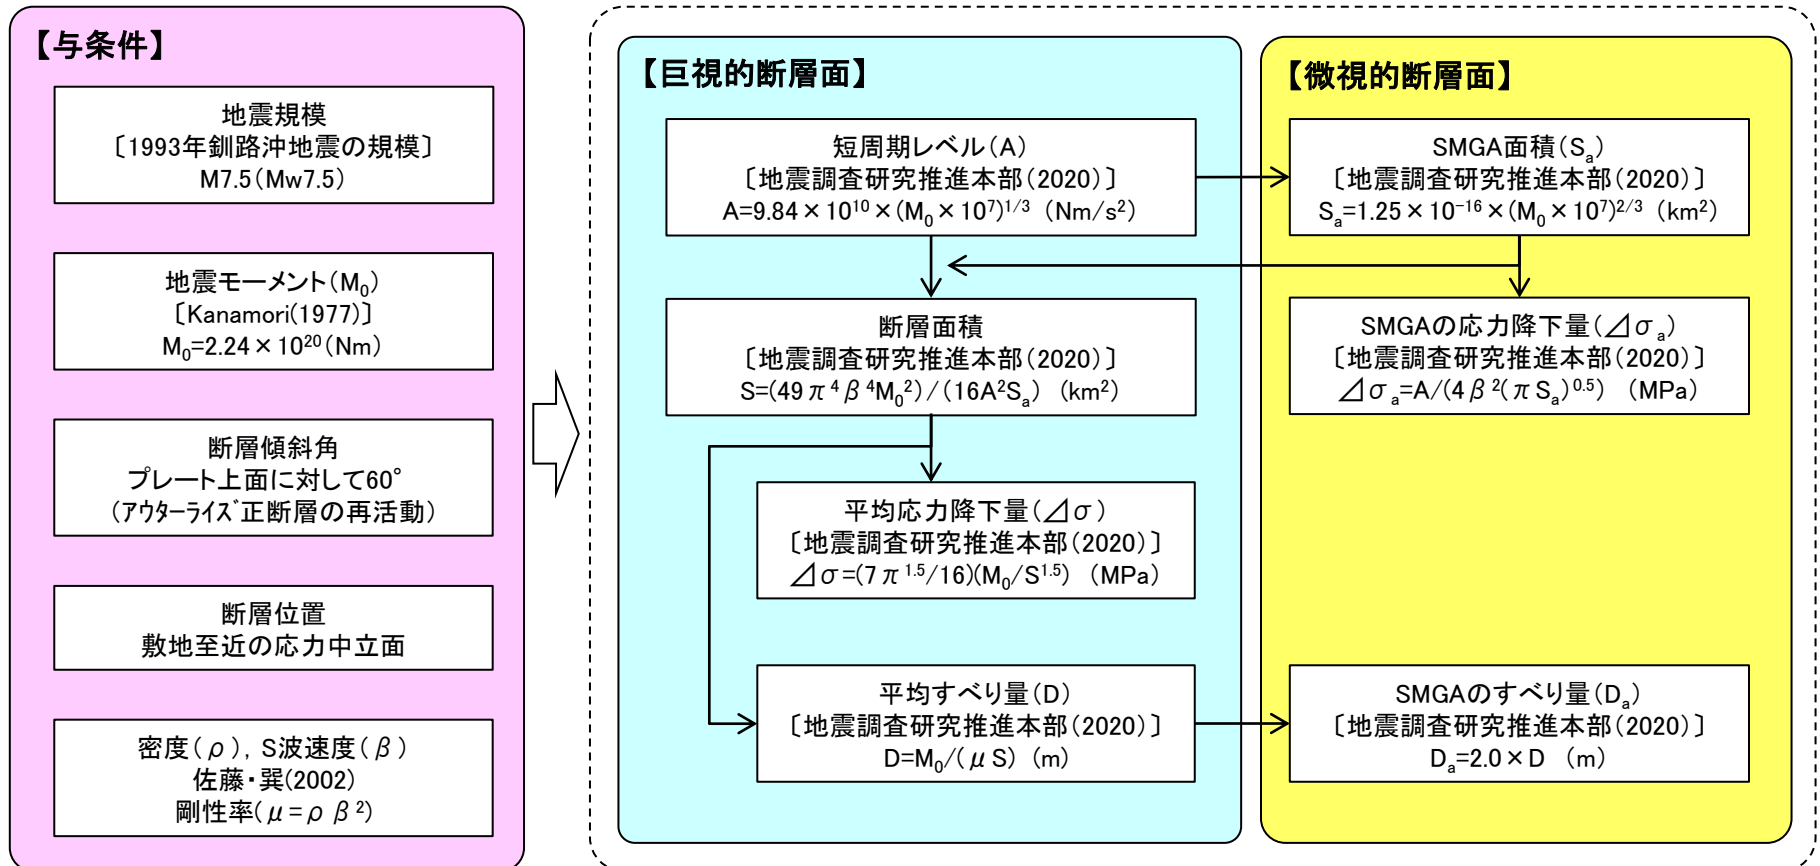 【与条件】
地震規模
〔1993年釧路沖地震の規模〕
M7.5(Mw7.5)
地震モーメント(M₀)
〔Kanamori(1977)〕
M₀=2.24×10²⁰(Nm)
断層傾斜角
プレート上面に対して60°
(アウターライズ正断層の再活動)
断層位置
敷地至近の応力中立面
密度(ρ), S波速度(β)
佐藤・巽(2002)
剛性率(μ=ρβ²)
【巨視的断層面】
短周期レベル(A)
〔地震調査研究推進本部(2020)〕
A=9.84×10¹⁰×(M₀×10⁷)¹/³ (Nm/s²)
断層面積
〔地震調査研究推進本部(2020)〕
S=(49π⁴β⁴M₀²)/(16A²Sₐ) (km²)
平均応力降下量(⊿σ)
〔地震調査研究推進本部(2020)〕
⊿σ=(7π¹·⁵/16)(M₀/S¹·⁵) (MPa)
平均すべり量(D)
〔地震調査研究推進本部(2020)〕
D=M₀/(μS) (m)
【微視的断層面】
SMGA面積(Sₐ)
〔地震調査研究推進本部(2020)〕
Sₐ=1.25×10⁻¹⁶×(M₀×10⁷)²/³ (km²)
SMGAの応力降下量(⊿σₐ)
〔地震調査研究推進本部(2020)〕
⊿σₐ=A/(4β²(πSₐ)⁰·⁵) (MPa)
SMGAのすべり量(Dₐ)
〔地震調査研究推進本部(2020)〕
Dₐ=2.0×D (m)